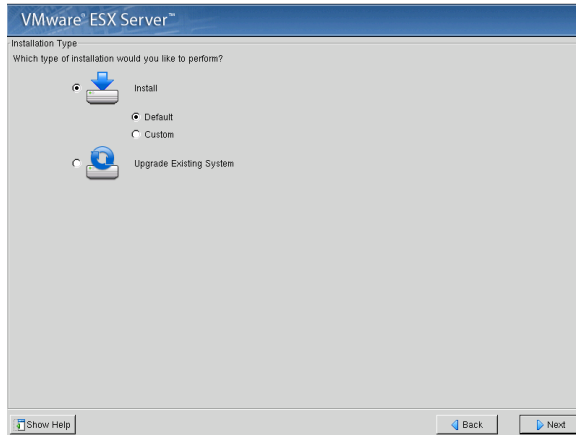 VMware® ESX Server™
Installation Type
Which type of installation would you like to perform?
Install
Default
Custom
Upgrade Existing System
Show Help
Back
Next